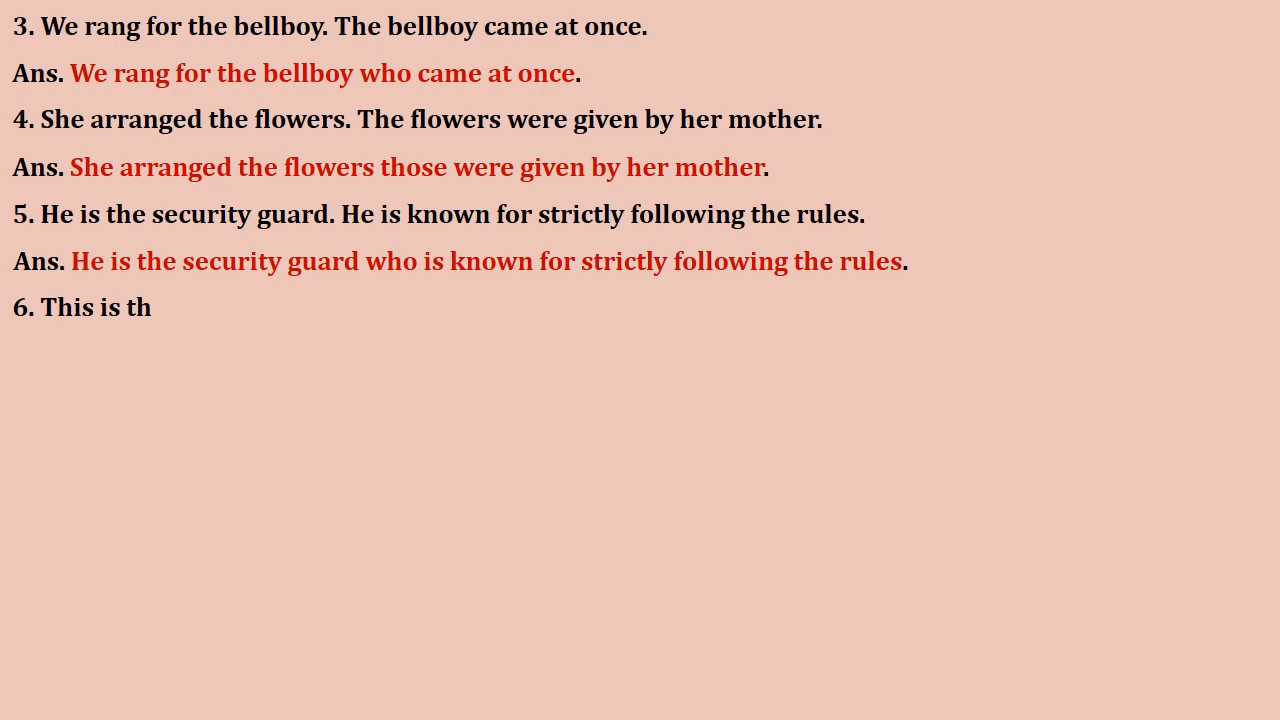 3. We rang for the bellboy. The bellboy came at once.
Ans. We rang for the bellboy who came at once.
4. She arranged the flowers. The flowers were given by her mother.
Ans. She arranged the flowers those were given by her mother.
5. He is the security guard. He is known for strictly following the rules.
Ans. He is the security guard who is known for strictly following the rules.
6. This is th